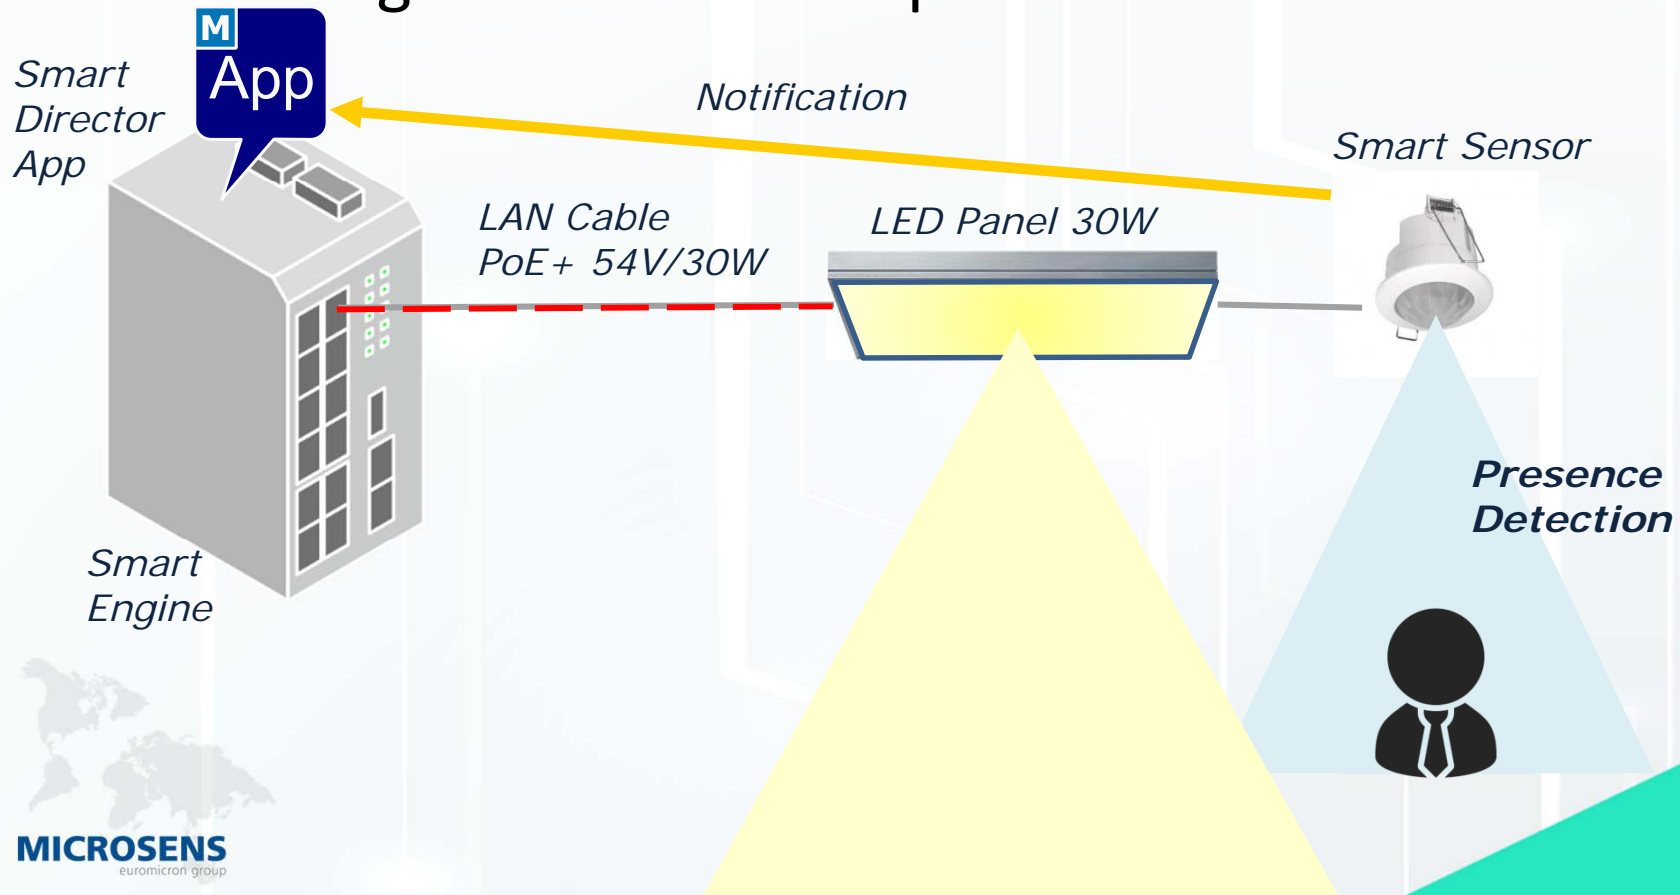 M
App
Smart
Director
App
Notification
Smart Sensor
LAN Cable
PoE+ 54V/30W
LED Panel 30W
Presence
Detection
Smart
Engine
MICROSENS
euromicron group